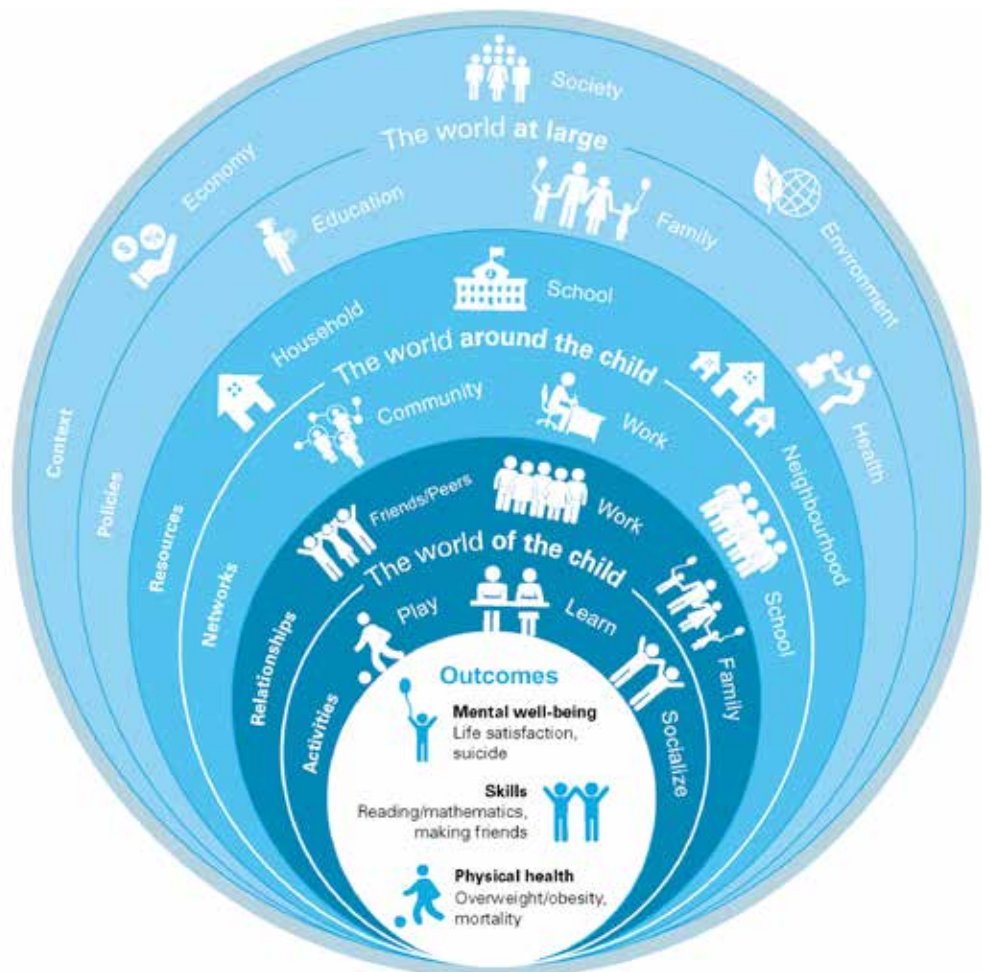 Society
The world at large
Economy
Education
Family
Environment
School
Household
The world around the child
Community
Work
Neighbourhood
Health
Context
Policies
Resources
Networks
Friends/Peers
Work
The world of the child
School
Family
Play
Learn
Socialize
Relationships
Activities
Outcomes
Mental well-being
Life satisfaction,
suicide
Skills
Reading/mathematics,
making friends
Physical health
Overweight/obesity,
mortality